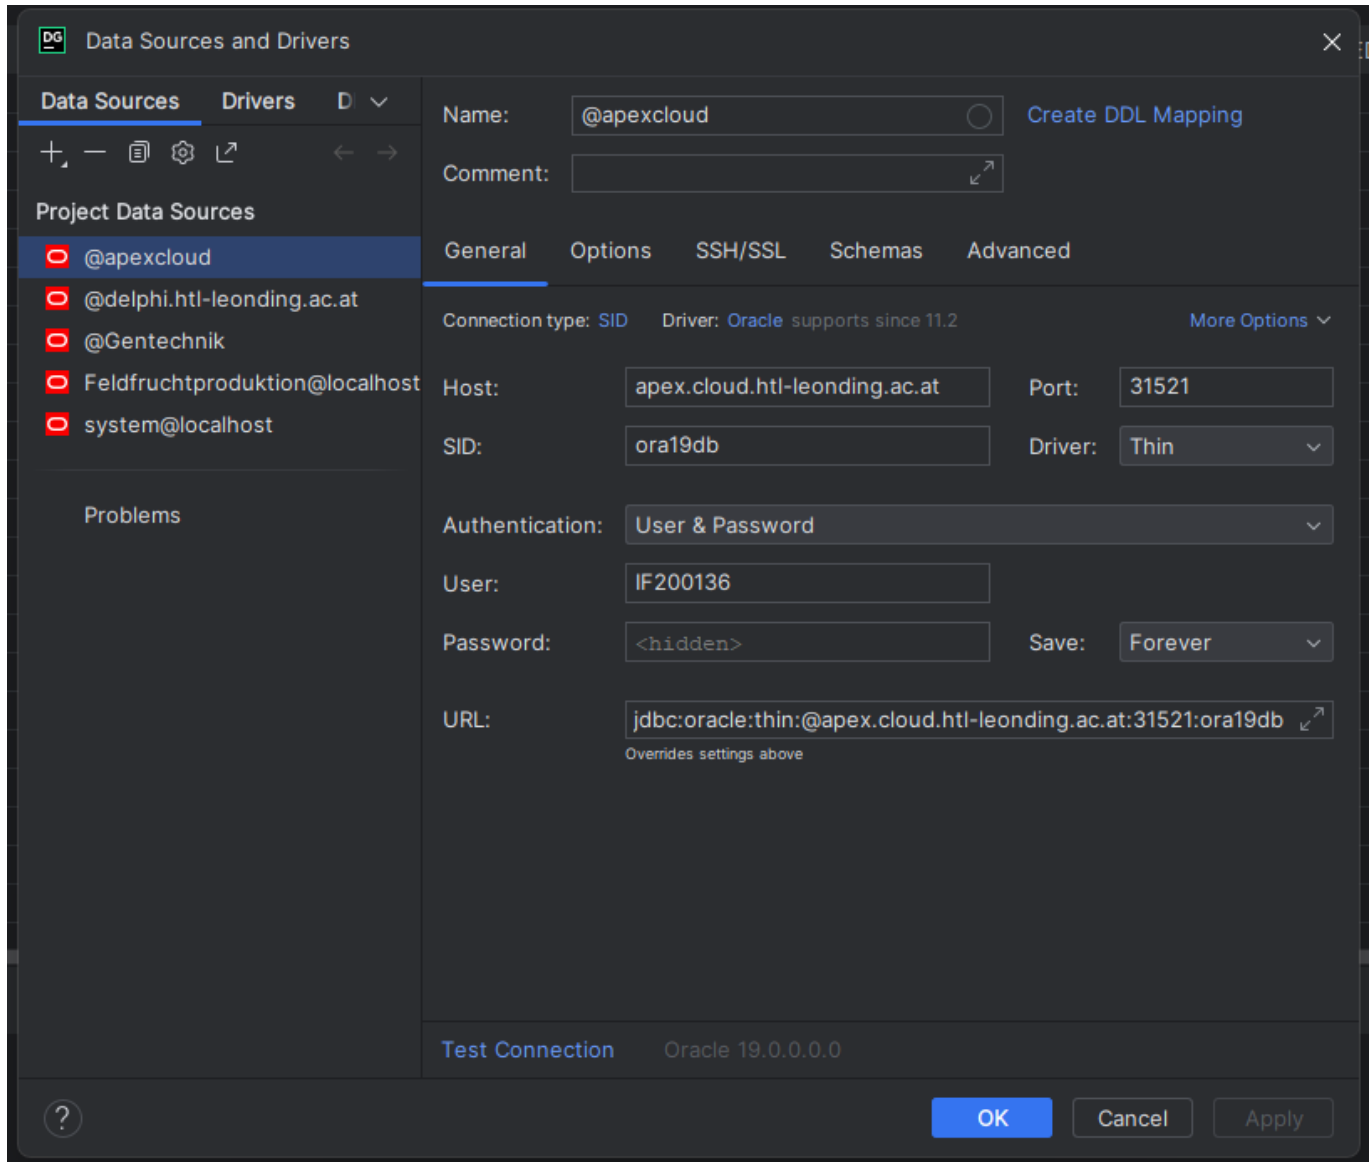 DG Data Sources and Drivers
Data Sources Drivers D
Project Data Sources
@apexcloud
@delphi.htl-leonding.ac.at
@Gentechnik
Feldfruchtproduktion@localhost
system@localhost
Problems
Name: @apexcloud Create DDL Mapping
Comment:
General Options SSH/SSL Schemas Advanced
Connection type: SID Driver: Oracle supports since 11.2 More Options
Host: apex.cloud.htl-leonding.ac.at Port: 31521
SID: ora19db Driver: Thin
Authentication: User & Password
User: IF200136
Password: <hidden> Save: Forever
URL: jdbc:oracle:thin:@apex.cloud.htl-leonding.ac.at:31521:ora19db
Overrides settings above
Test Connection Oracle 19.0.0.0.0
? OK Cancel Apply